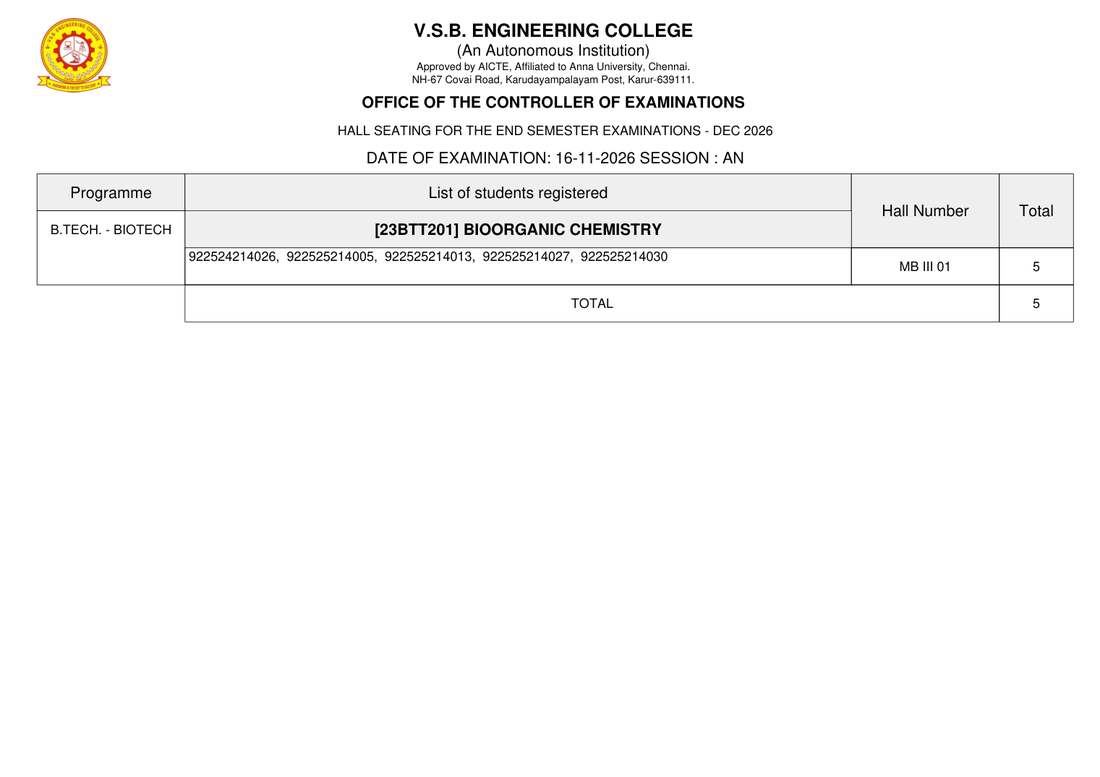 V.S.B. ENGINEERING COLLEGE
(An Autonomous Institution)
Approved by AICTE, Affiliated to Anna University, Chennai.
NH-67 Covai Road, Karudayampalayam Post, Karur-639111.
OFFICE OF THE CONTROLLER OF EXAMINATIONS
HALL SEATING FOR THE END SEMESTER EXAMINATIONS - DEC 2026
DATE OF EXAMINATION: 16-11-2026 SESSION : AN
Programme List of students registered Hall Number Total
B.TECH. - BIOTECH [23BTT201] BIOORGANIC CHEMISTRY
922524214026, 922525214005, 922525214013, 922525214027, 922525214030 MB III 01 5
TOTAL 5